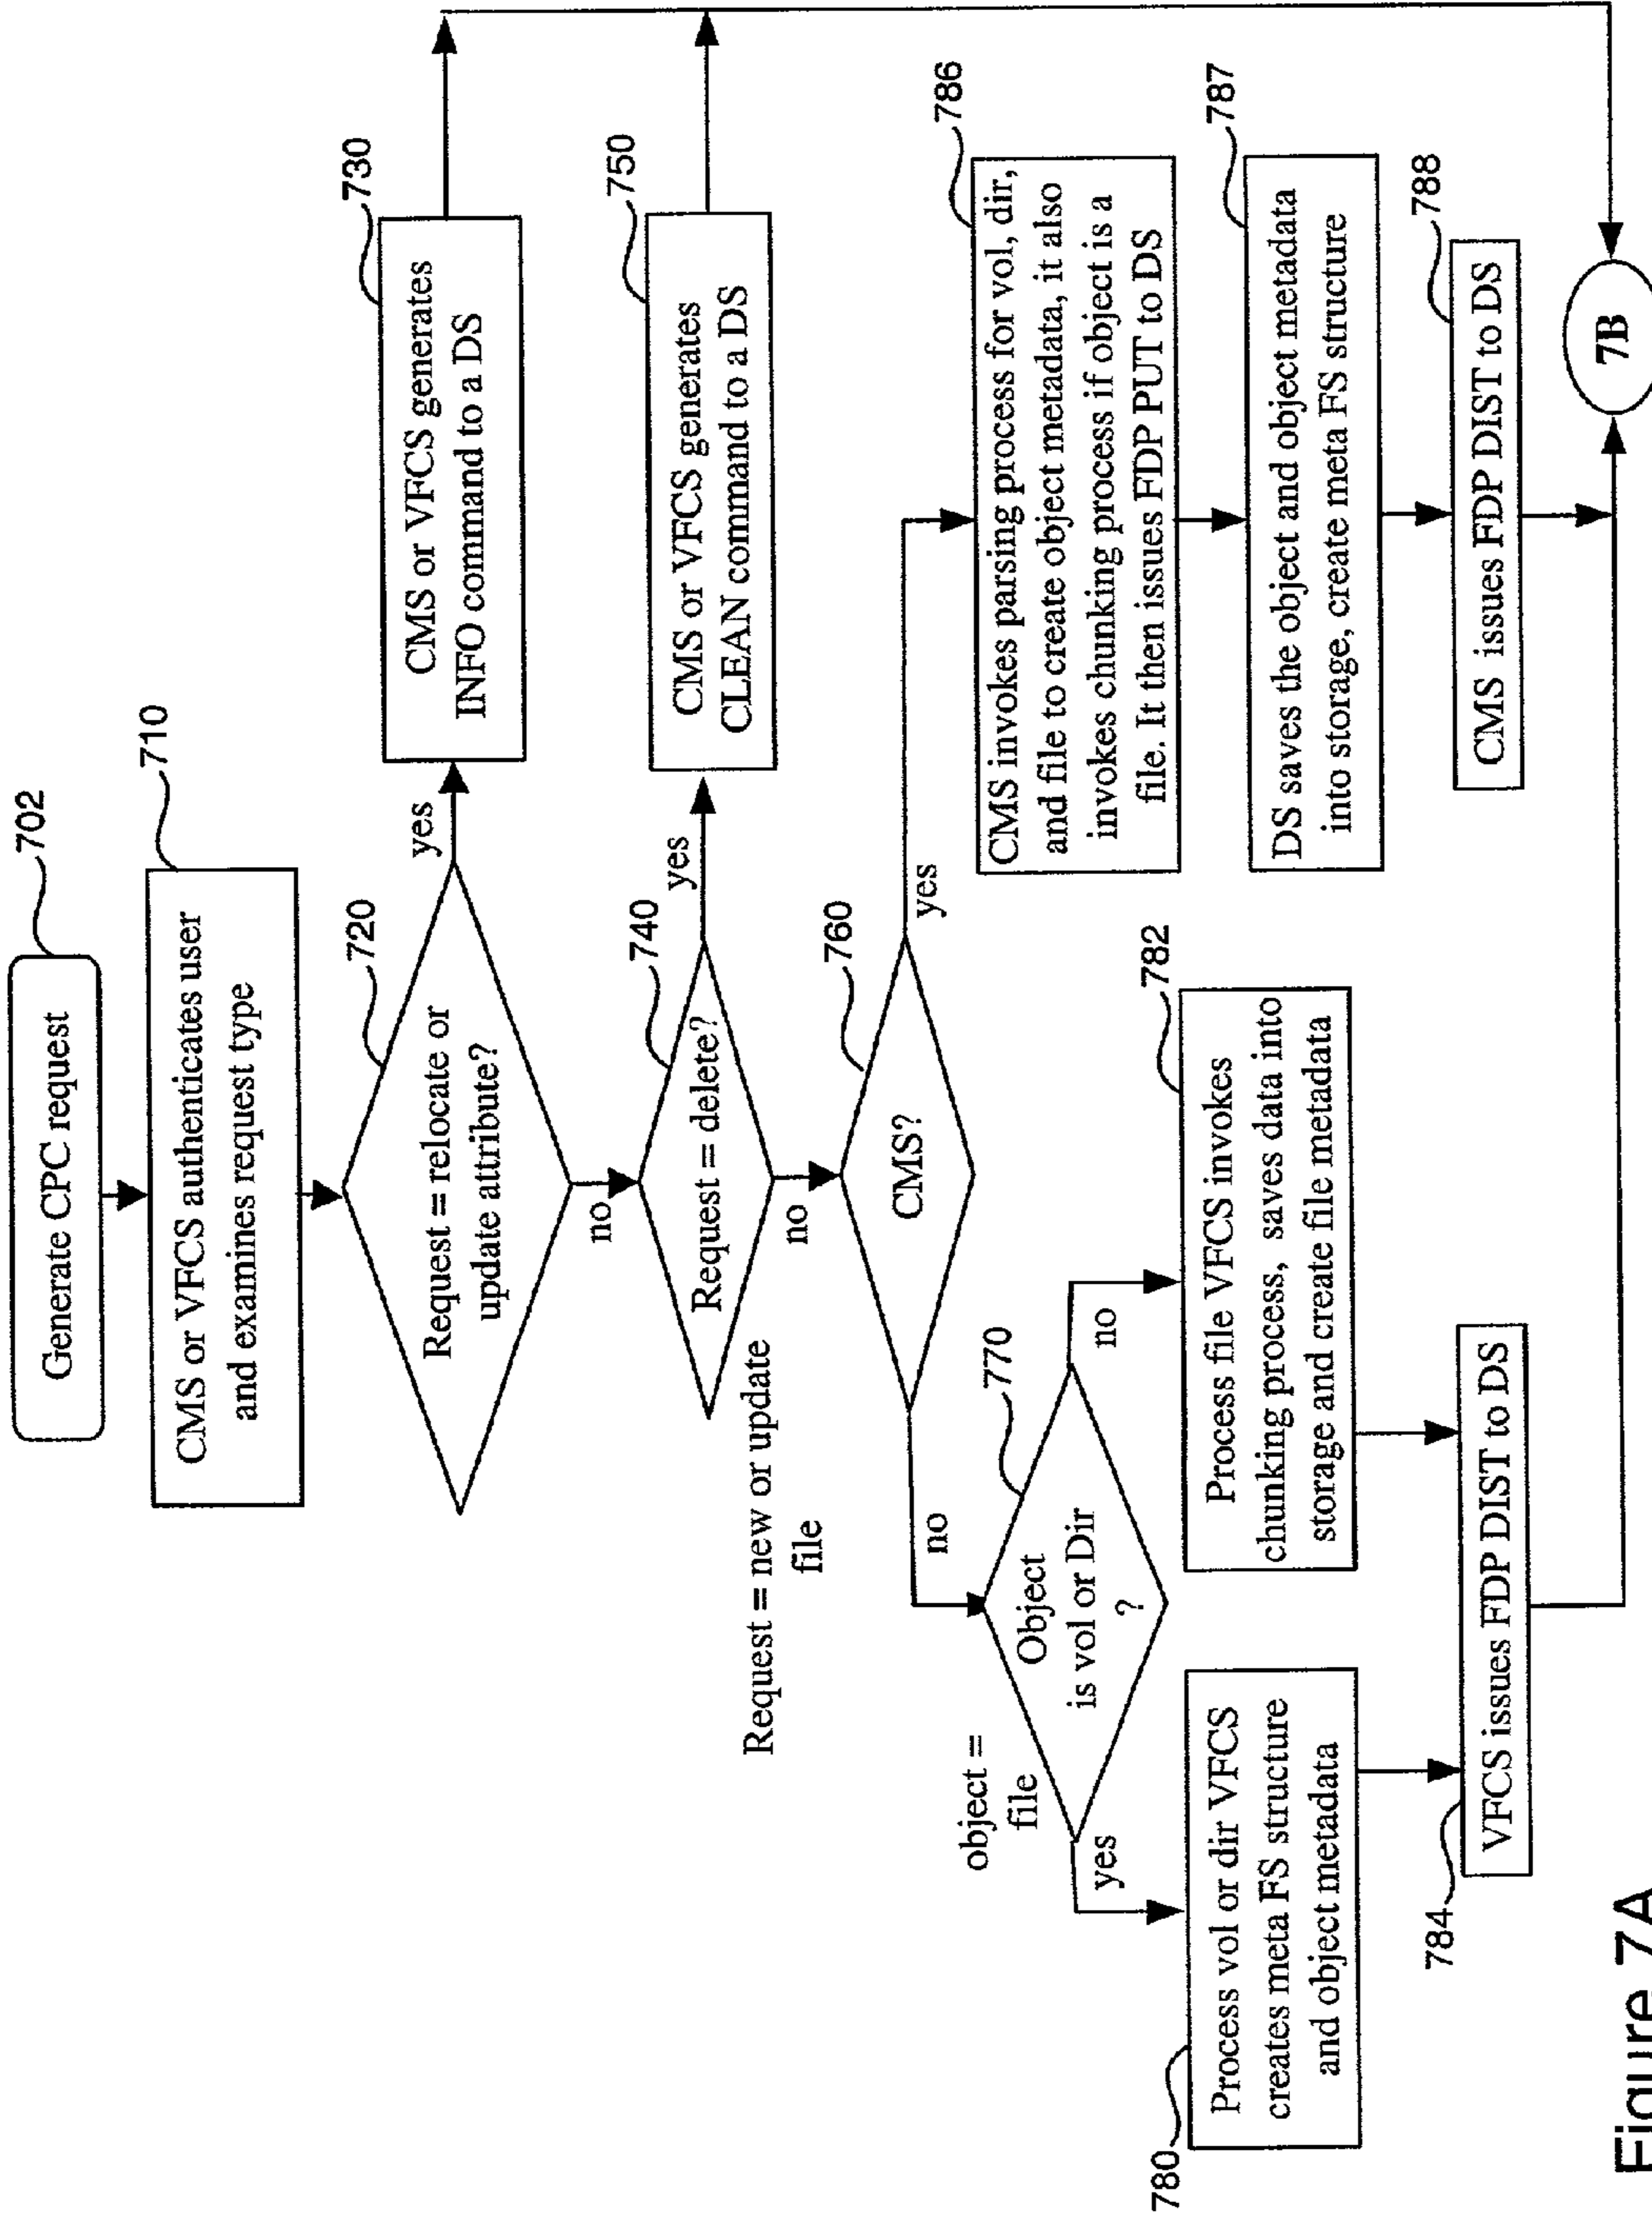 702
Generate CPC request
710
CMS or VFCS authenticates user
and examines request type
720
Request = relocate or
update attribute?
yes
730
CMS or VFCS generates
INFO command to a DS
no
740
Request = delete?
yes
750
CMS or VFCS generates
CLEAN command to a DS
no
Request = new or update
file
760
CMS?
yes
no
770
Object
is vol or Dir
?
object =
file
yes
no
780
Process vol or dir VFCS
creates meta FS structure
and object metadata
782
Process file VFCS invokes
chunking process, saves data into
storage and create file metadata
784
VFCS issues FDP DIST to DS
786
CMS invokes parsing process for vol, dir,
and file to create object metadata, it also
invokes chunking process if object is a
file. It then issues FDP PUT to DS
787
DS saves the object and object metadata
into storage, create meta FS structure
788
CMS issues FDP DIST to DS
7B
Figure 7A